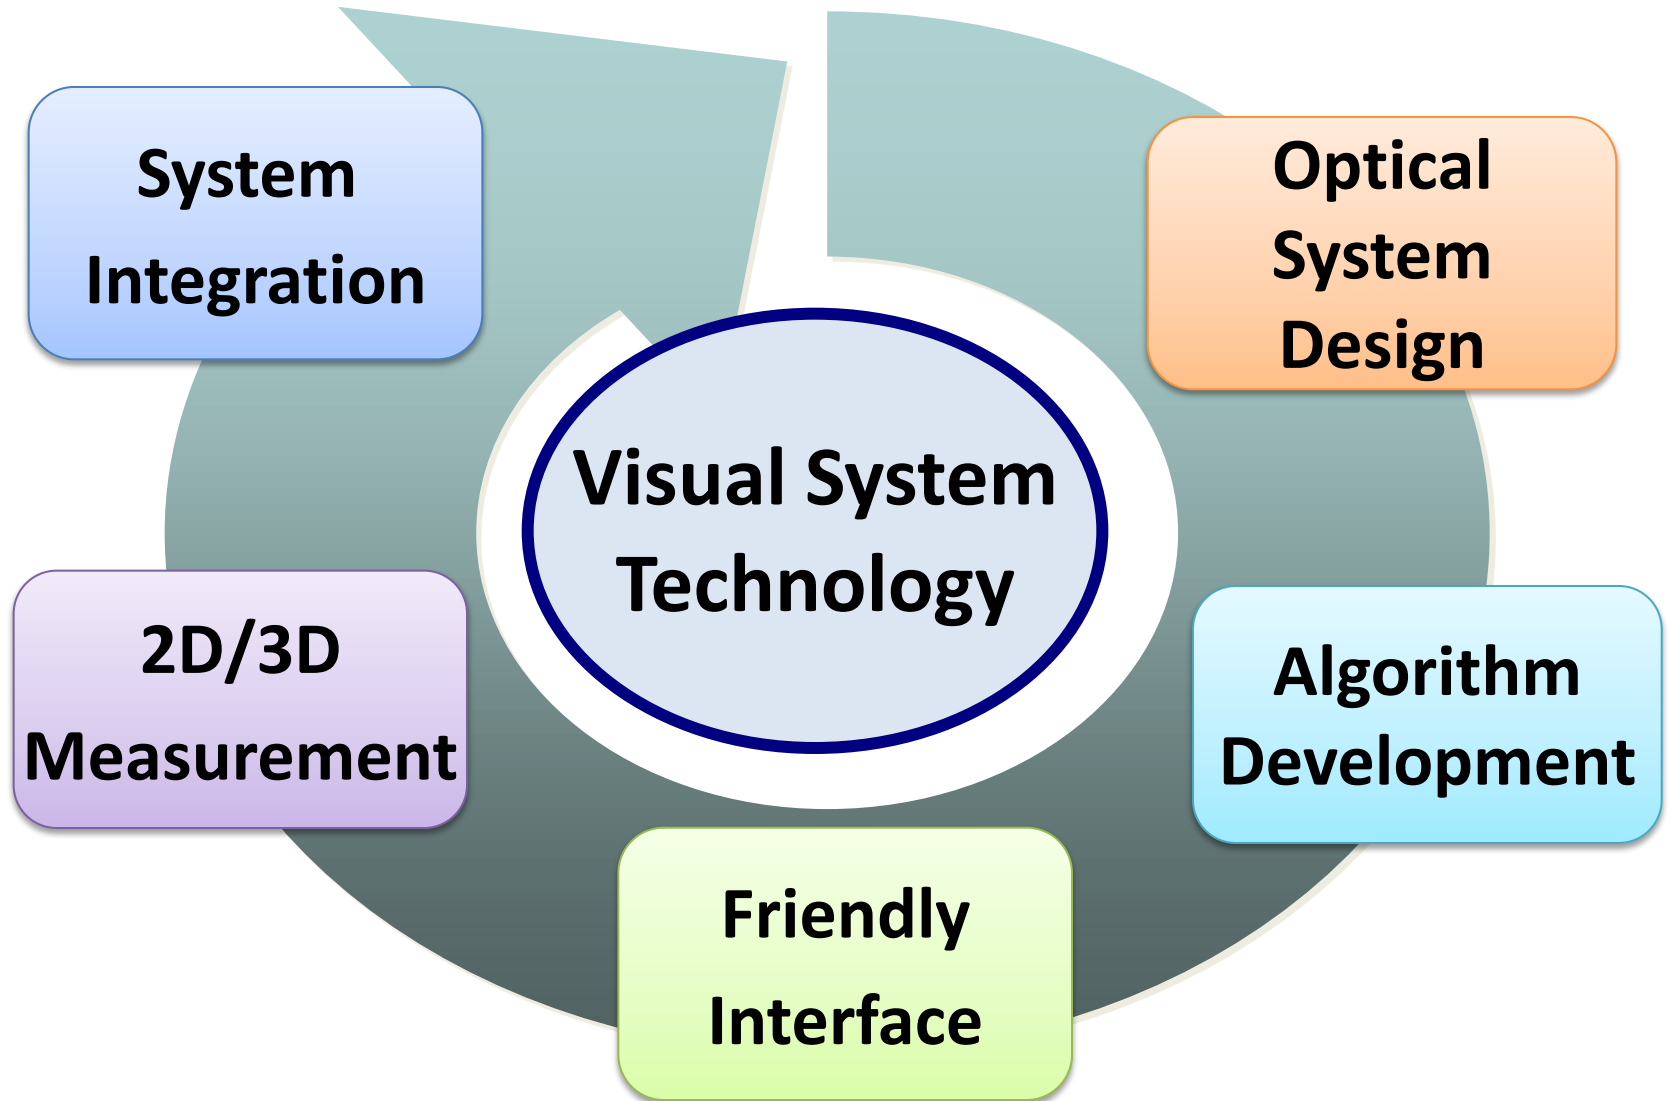 System
Integration
Optical
System
Design
Visual System
Technology
2D/3D
Measurement
Algorithm
Development
Friendly
Interface